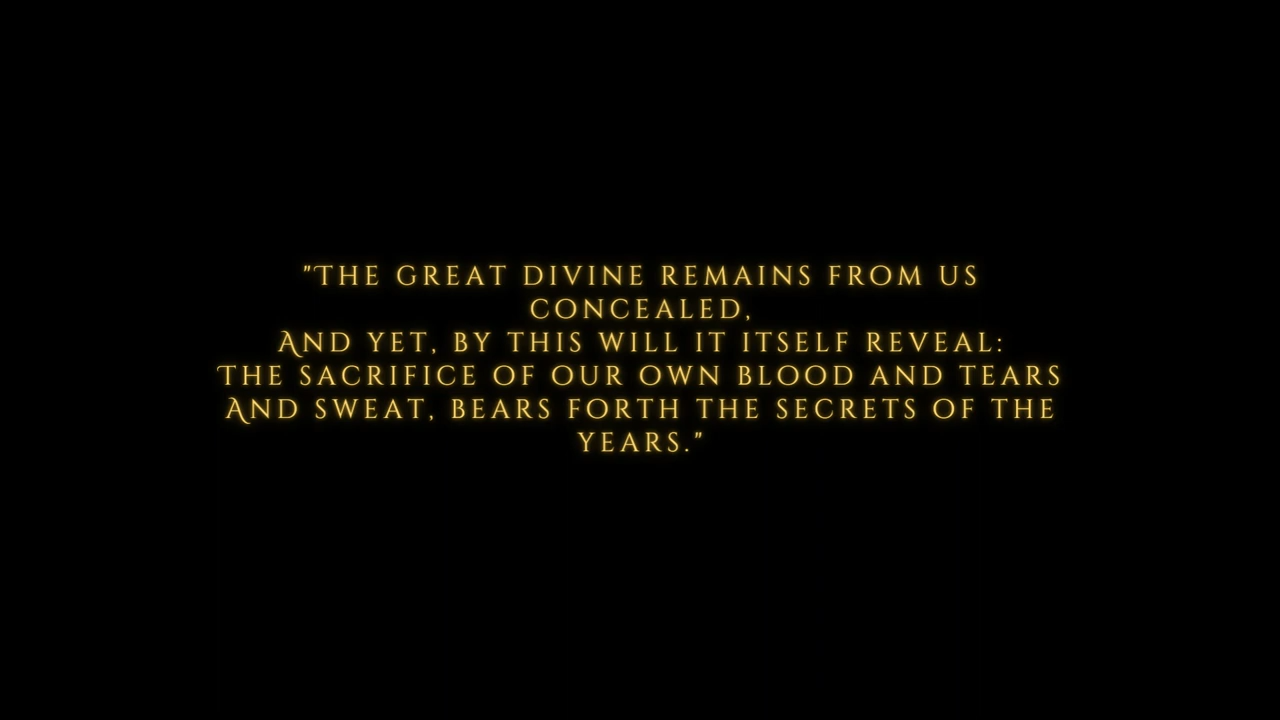 "The great divine remains from us
concealed,
And yet, by this will it itself reveal:
The sacrifice of our own blood and tears
And sweat, bears forth the secrets of the
years."